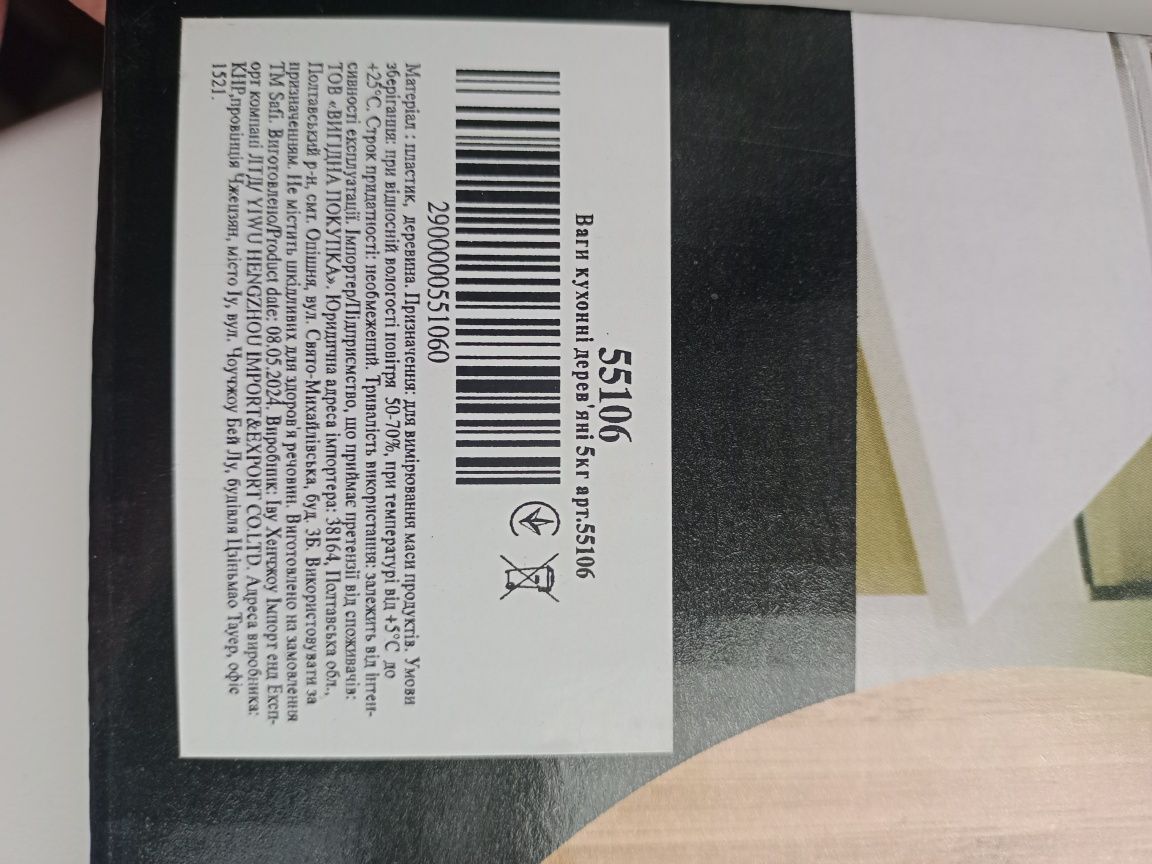 55106
Ваги кухонні дерев'яні 5кг арт.55106
2900000551060
Матеріал : пластик, деревина. Призначення: для вимірювання маси продуктів. Умови
зберігання: при відносній вологості повітря 50-70%, при температурі від +5°С до
+25°С. Строк придатності: необмежений. Тривалість використання: залежить від інтен-
сивності експлуатації. Імпортер/Підприємство, що приймає претензії від споживачів:
ТОВ «ВИГІДНА ПОКУПКА». Юридична адреса імпортера: 38164, Полтавська обл.,
Полтавський р-н, смт. Опішня, вул. Свято-Михайлівська, буд. 3Б. Використовувати за
призначенням. Не містить шкідливих для здоров'я речовин. Виготовлено на замовлення
ТМ Safi. Виготовлено/Product date: 08.05.2024. Виробник: Іву Хенчжоу Імпорт енд Експ-
орт компані ЛТД/ YIWU HENGZHOU IMPORT&EXPORT CO.LTD. Адреса виробника:
КНР,провінція Чжецзян, місто Іу, вул. Чоучжоу Бей Лу, будівля Цзіньмао Тауер, офіс
1521.